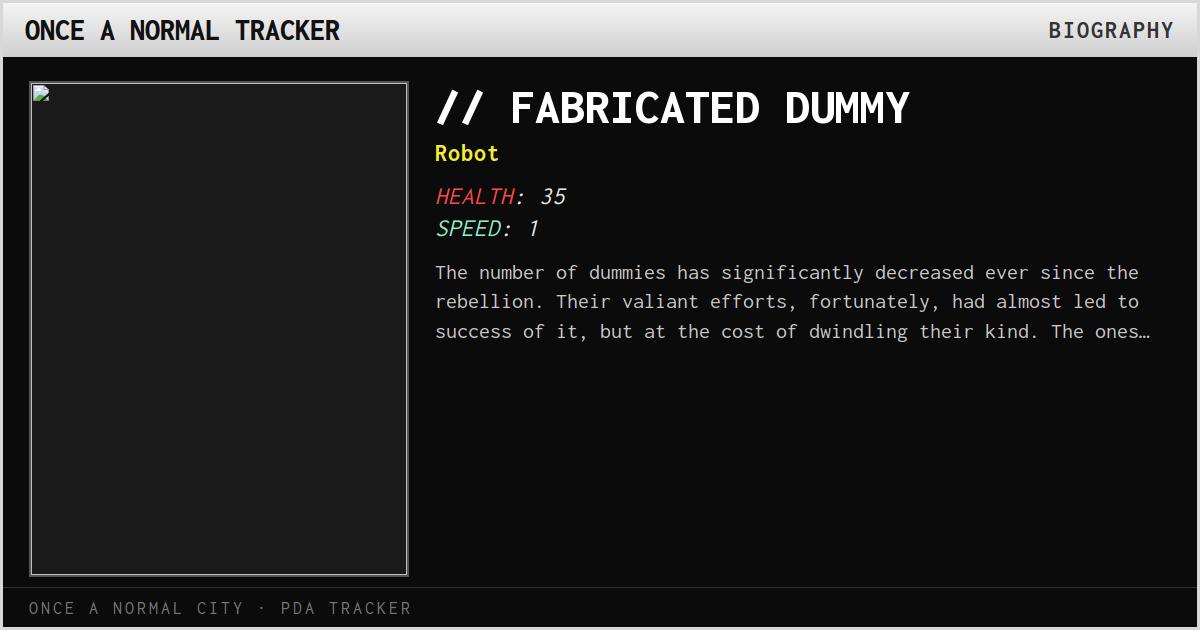 ONCE A NORMAL TRACKER
BIOGRAPHY
// FABRICATED DUMMY
Robot
HEALTH: 35
SPEED: 1
The number of dummies has significantly decreased ever since the
rebellion. Their valiant efforts, fortunately, had almost led to
success of it, but at the cost of dwindling their kind. The ones…
ONCE A NORMAL CITY · PDA TRACKER